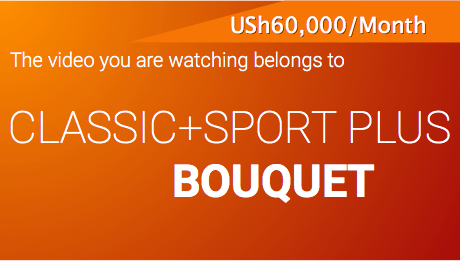 USh60,000/Month
The video you are watching belongs to
CLASSIC+SPORT PLUS
BOUQUET